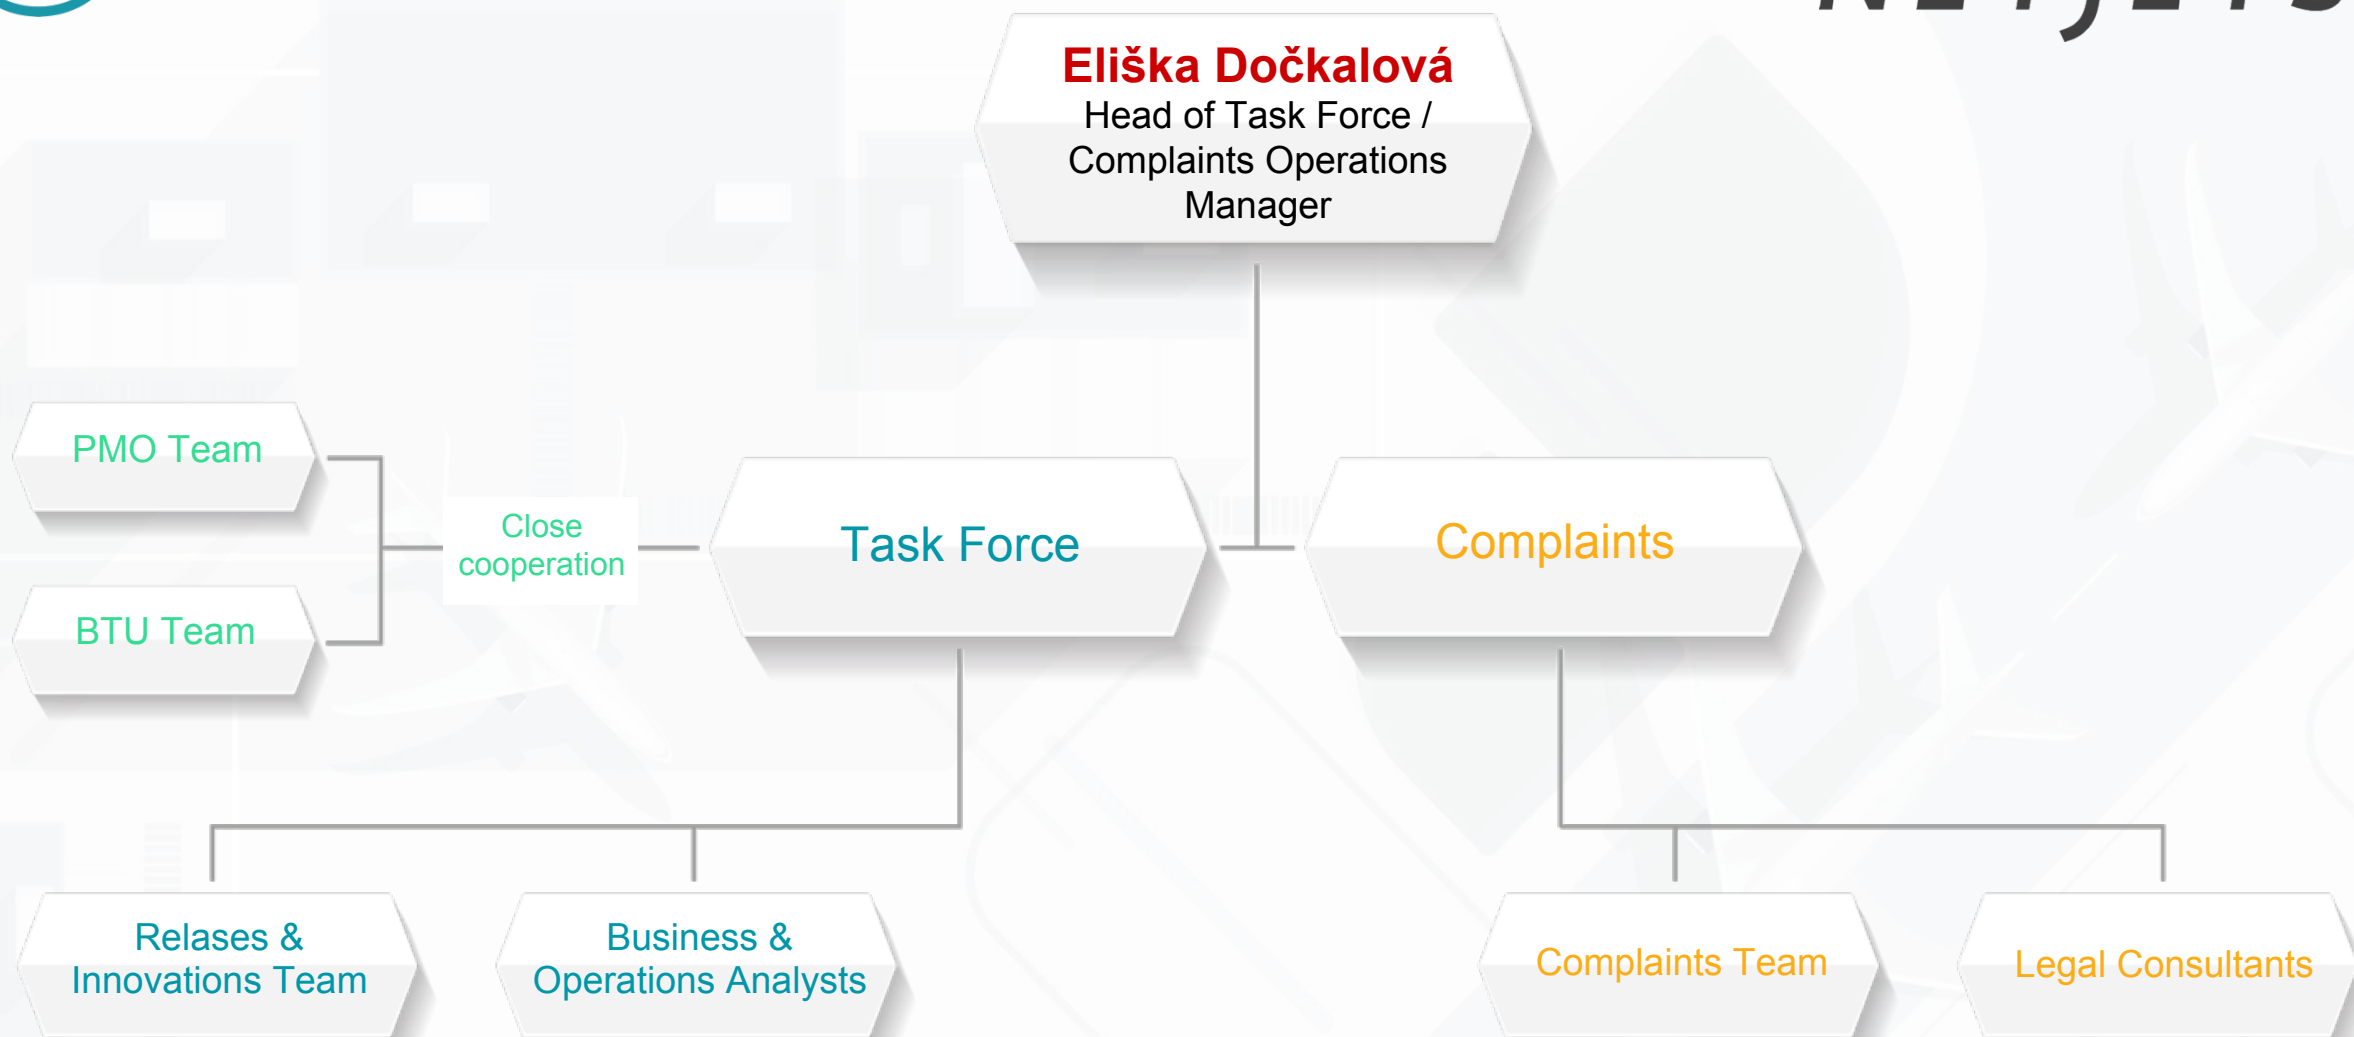 NETJETS
Eliška Dočkalová
Head of Task Force /
Complaints Operations
Manager
PMO Team
Close
cooperation
BTU Team
Task Force
Complaints
Relases &
Innovations Team
Business &
Operations Analysts
Complaints Team
Legal Consultants